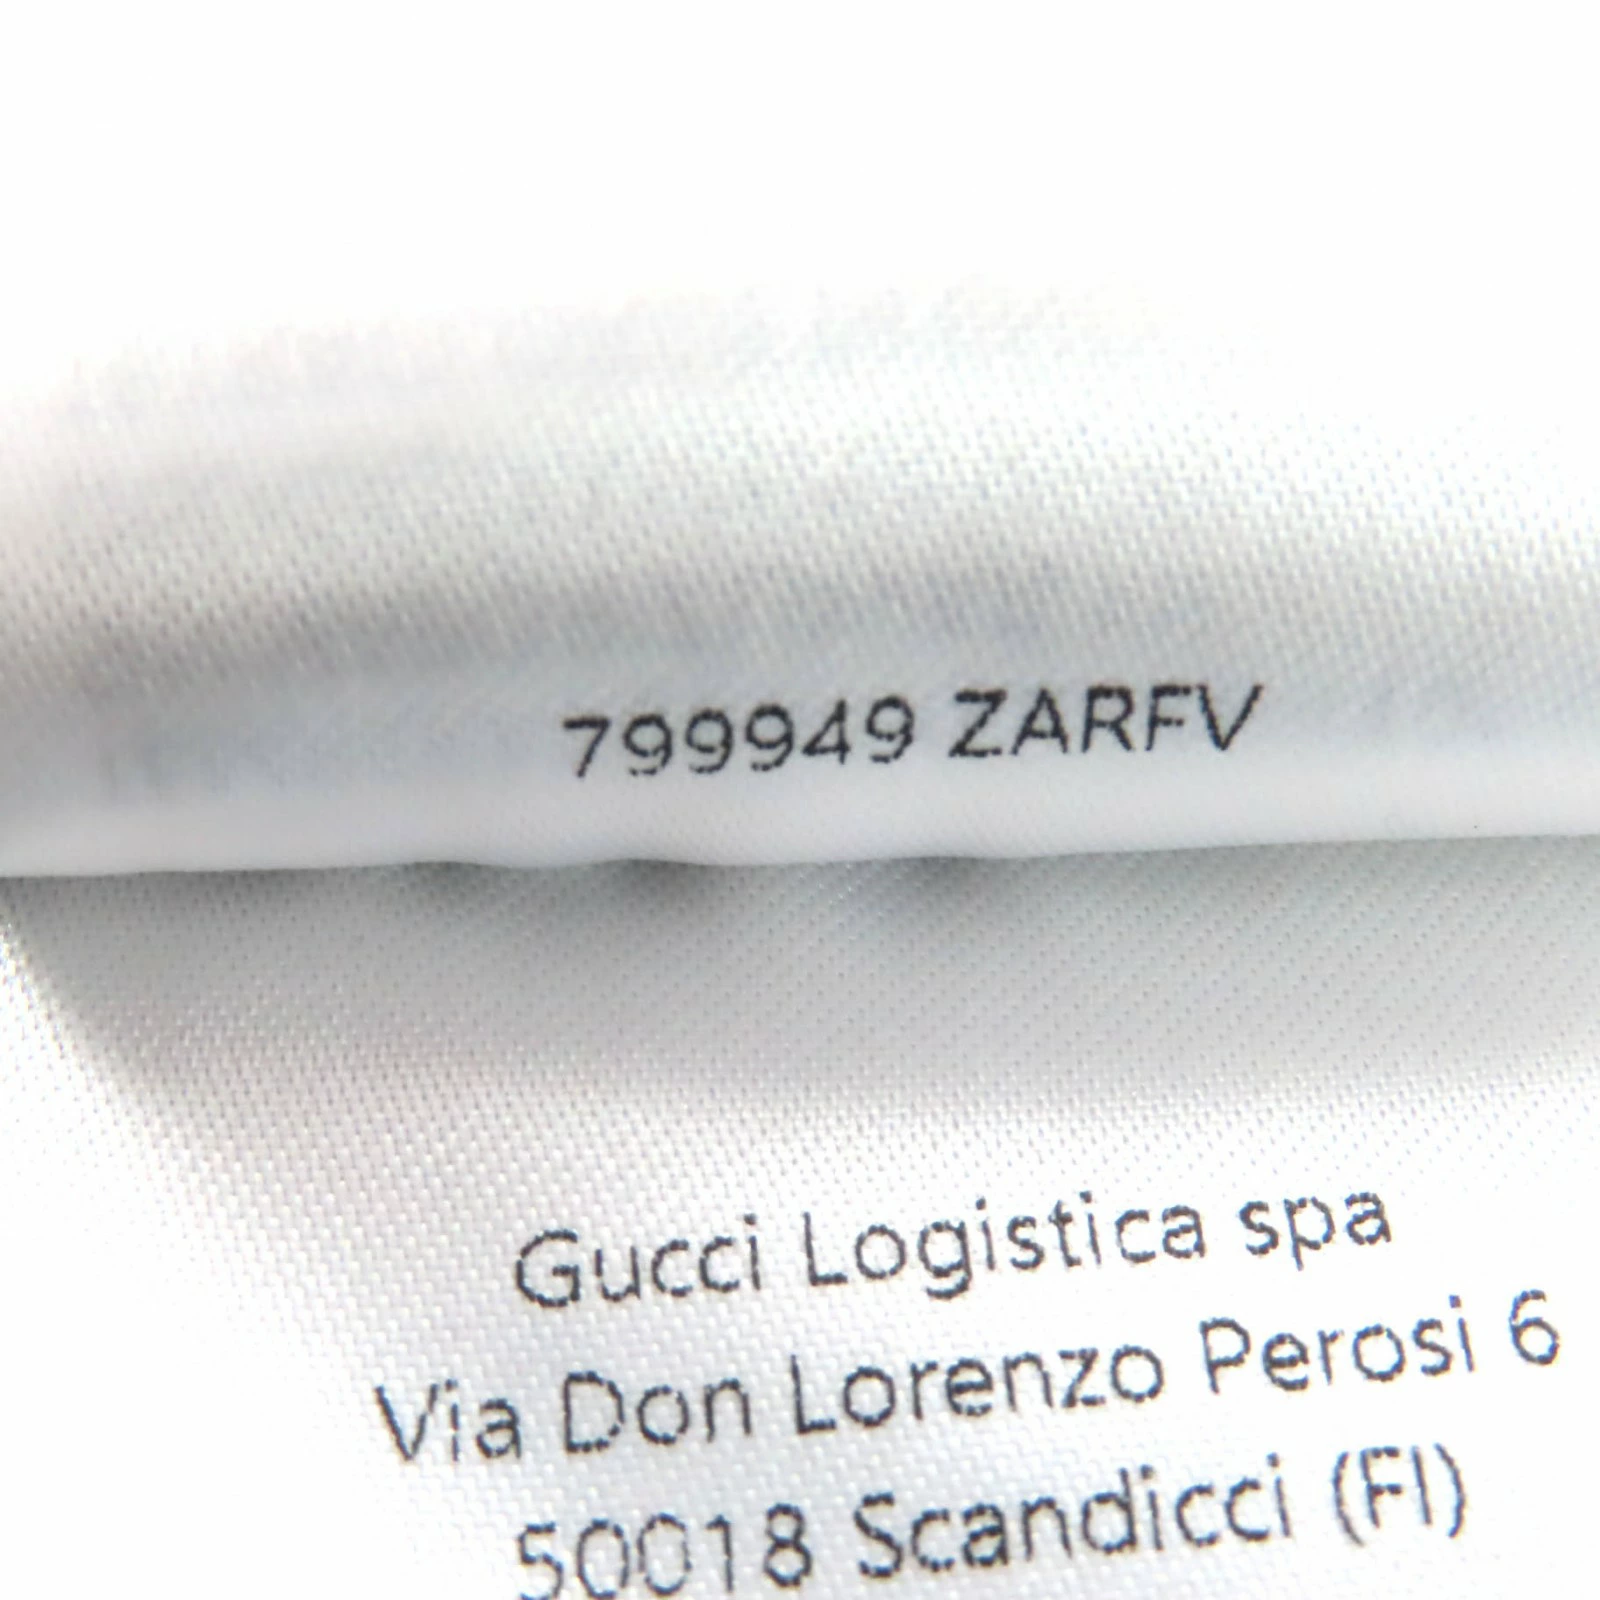 799949 ZARFV
Gucci Logistica spa
Via Don Lorenzo Perosi 6
50018 Scandicci (FI)